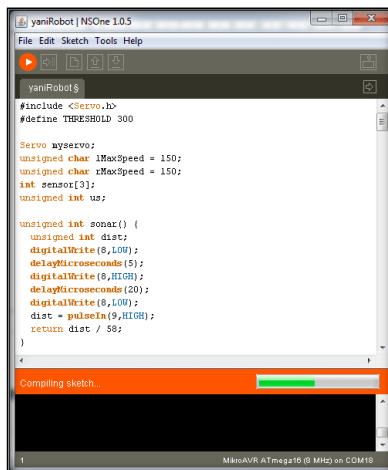 yaniRobot | NSOne 1.0.5
File Edit Sketch Tools Help
yaniRobot §
#include <Servo.h>
#define THRESHOLD 300
Servo myservo;
unsigned char lMaxSpeed = 150;
unsigned char rMaxSpeed = 150;
int sensor[3];
unsigned int us;
unsigned int sonar() {
unsigned int dist;
digitalWrite(8,LOW);
delayMicroseconds(5);
digitalWrite(8,HIGH);
delayMicroseconds(20);
digitalWrite(8,LOW);
dist = pulseIn(9,HIGH);
return dist / 58;
}
Compiling sketch...
1 MikroAVR ATmega16 (8 MHz) on COM18